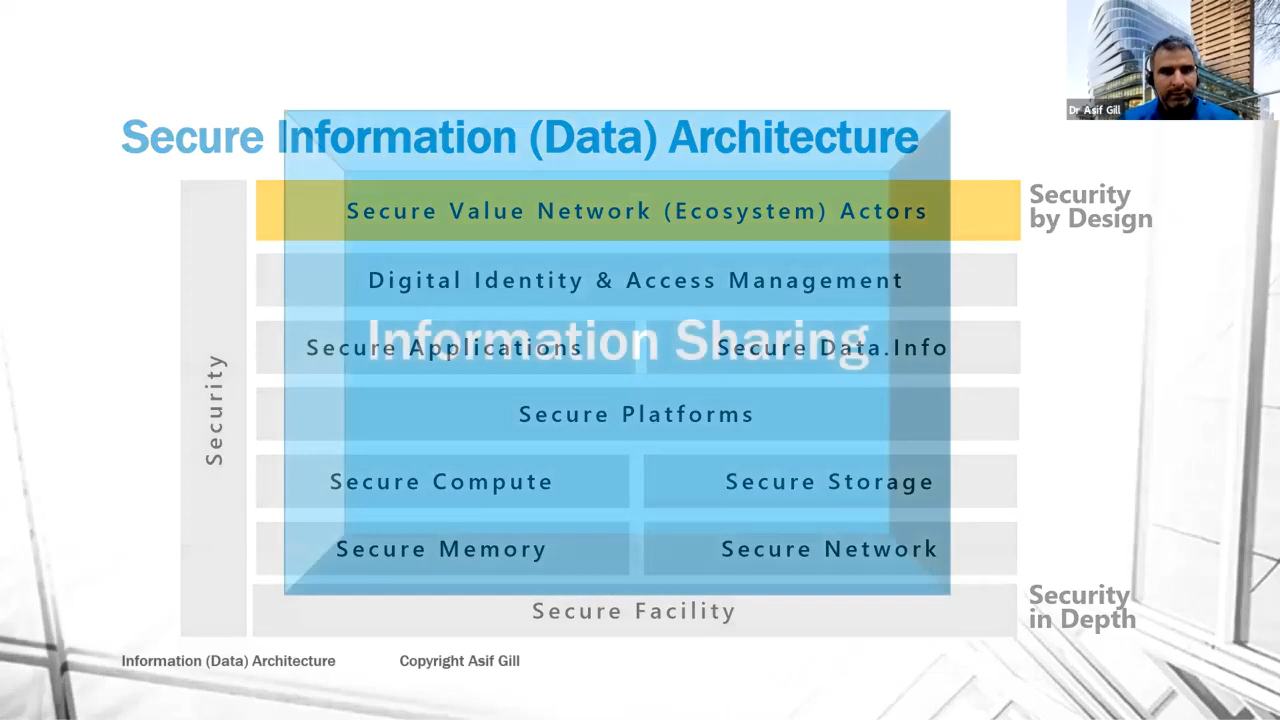 Dr Asif Gill
Secure Information (Data) Architecture
Secure Value Network (Ecosystem) Actors
Security
by Design
Digital Identity & Access Management
Information Sharing
Secure Applications
Secure Data.Info
Security
Secure Platforms
Secure Compute
Secure Storage
Secure Memory
Secure Network
Secure Facility
Security
in Depth
Information (Data) Architecture
Copyright Asif Gill